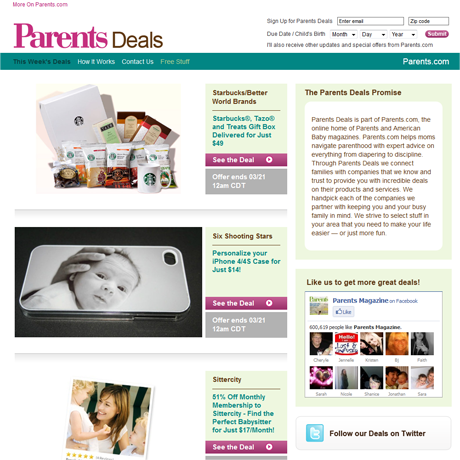 More On Parents.com
Parents Deals
Sign Up for Parents Deals Enter email Zip code
Due Date / Child's Birth Month Day Year Submit
I'll also receive other updates and special offers from Parents.com
This Week's Deals How It Works Contact Us Free Stuff Parents.com
Starbucks/Better
World Brands
Starbucks®, Tazo®
and Treats Gift Box
Delivered for Just
$49
See the Deal
Offer ends 03/21
12am CDT
Six Shooting Stars
Personalize your
iPhone 4/4S Case for
Just $14!
See the Deal
Offer ends 03/21
12am CDT
Sittercity
51% Off Monthly
Membership to
Sittercity - Find the
Perfect Babysitter
for Just $17/Month!
See the Deal
Offer ends 03/21
The Parents Deals Promise
Parents Deals is part of Parents.com, the
online home of Parents and American
Baby magazines. Parents.com helps moms
navigate parenthood with expert advice on
everything from diapering to discipline.
Through Parents Deals we connect
families with companies that we know and
trust to provide you with incredible deals
on their products and services. We
handpick each of the companies we
partner with keeping you and your busy
family in mind. We strive to select stuff in
your area that you need to make your life
easier — or just more fun.
Like us to get more great deals!
Parents Magazine on Facebook
Like
600,619 people like Parents Magazine.
Cherylle Jennelle Kristen Bj Faith
Sarah Nicole Shanica Jonathan Sara
Follow our Deals on Twitter